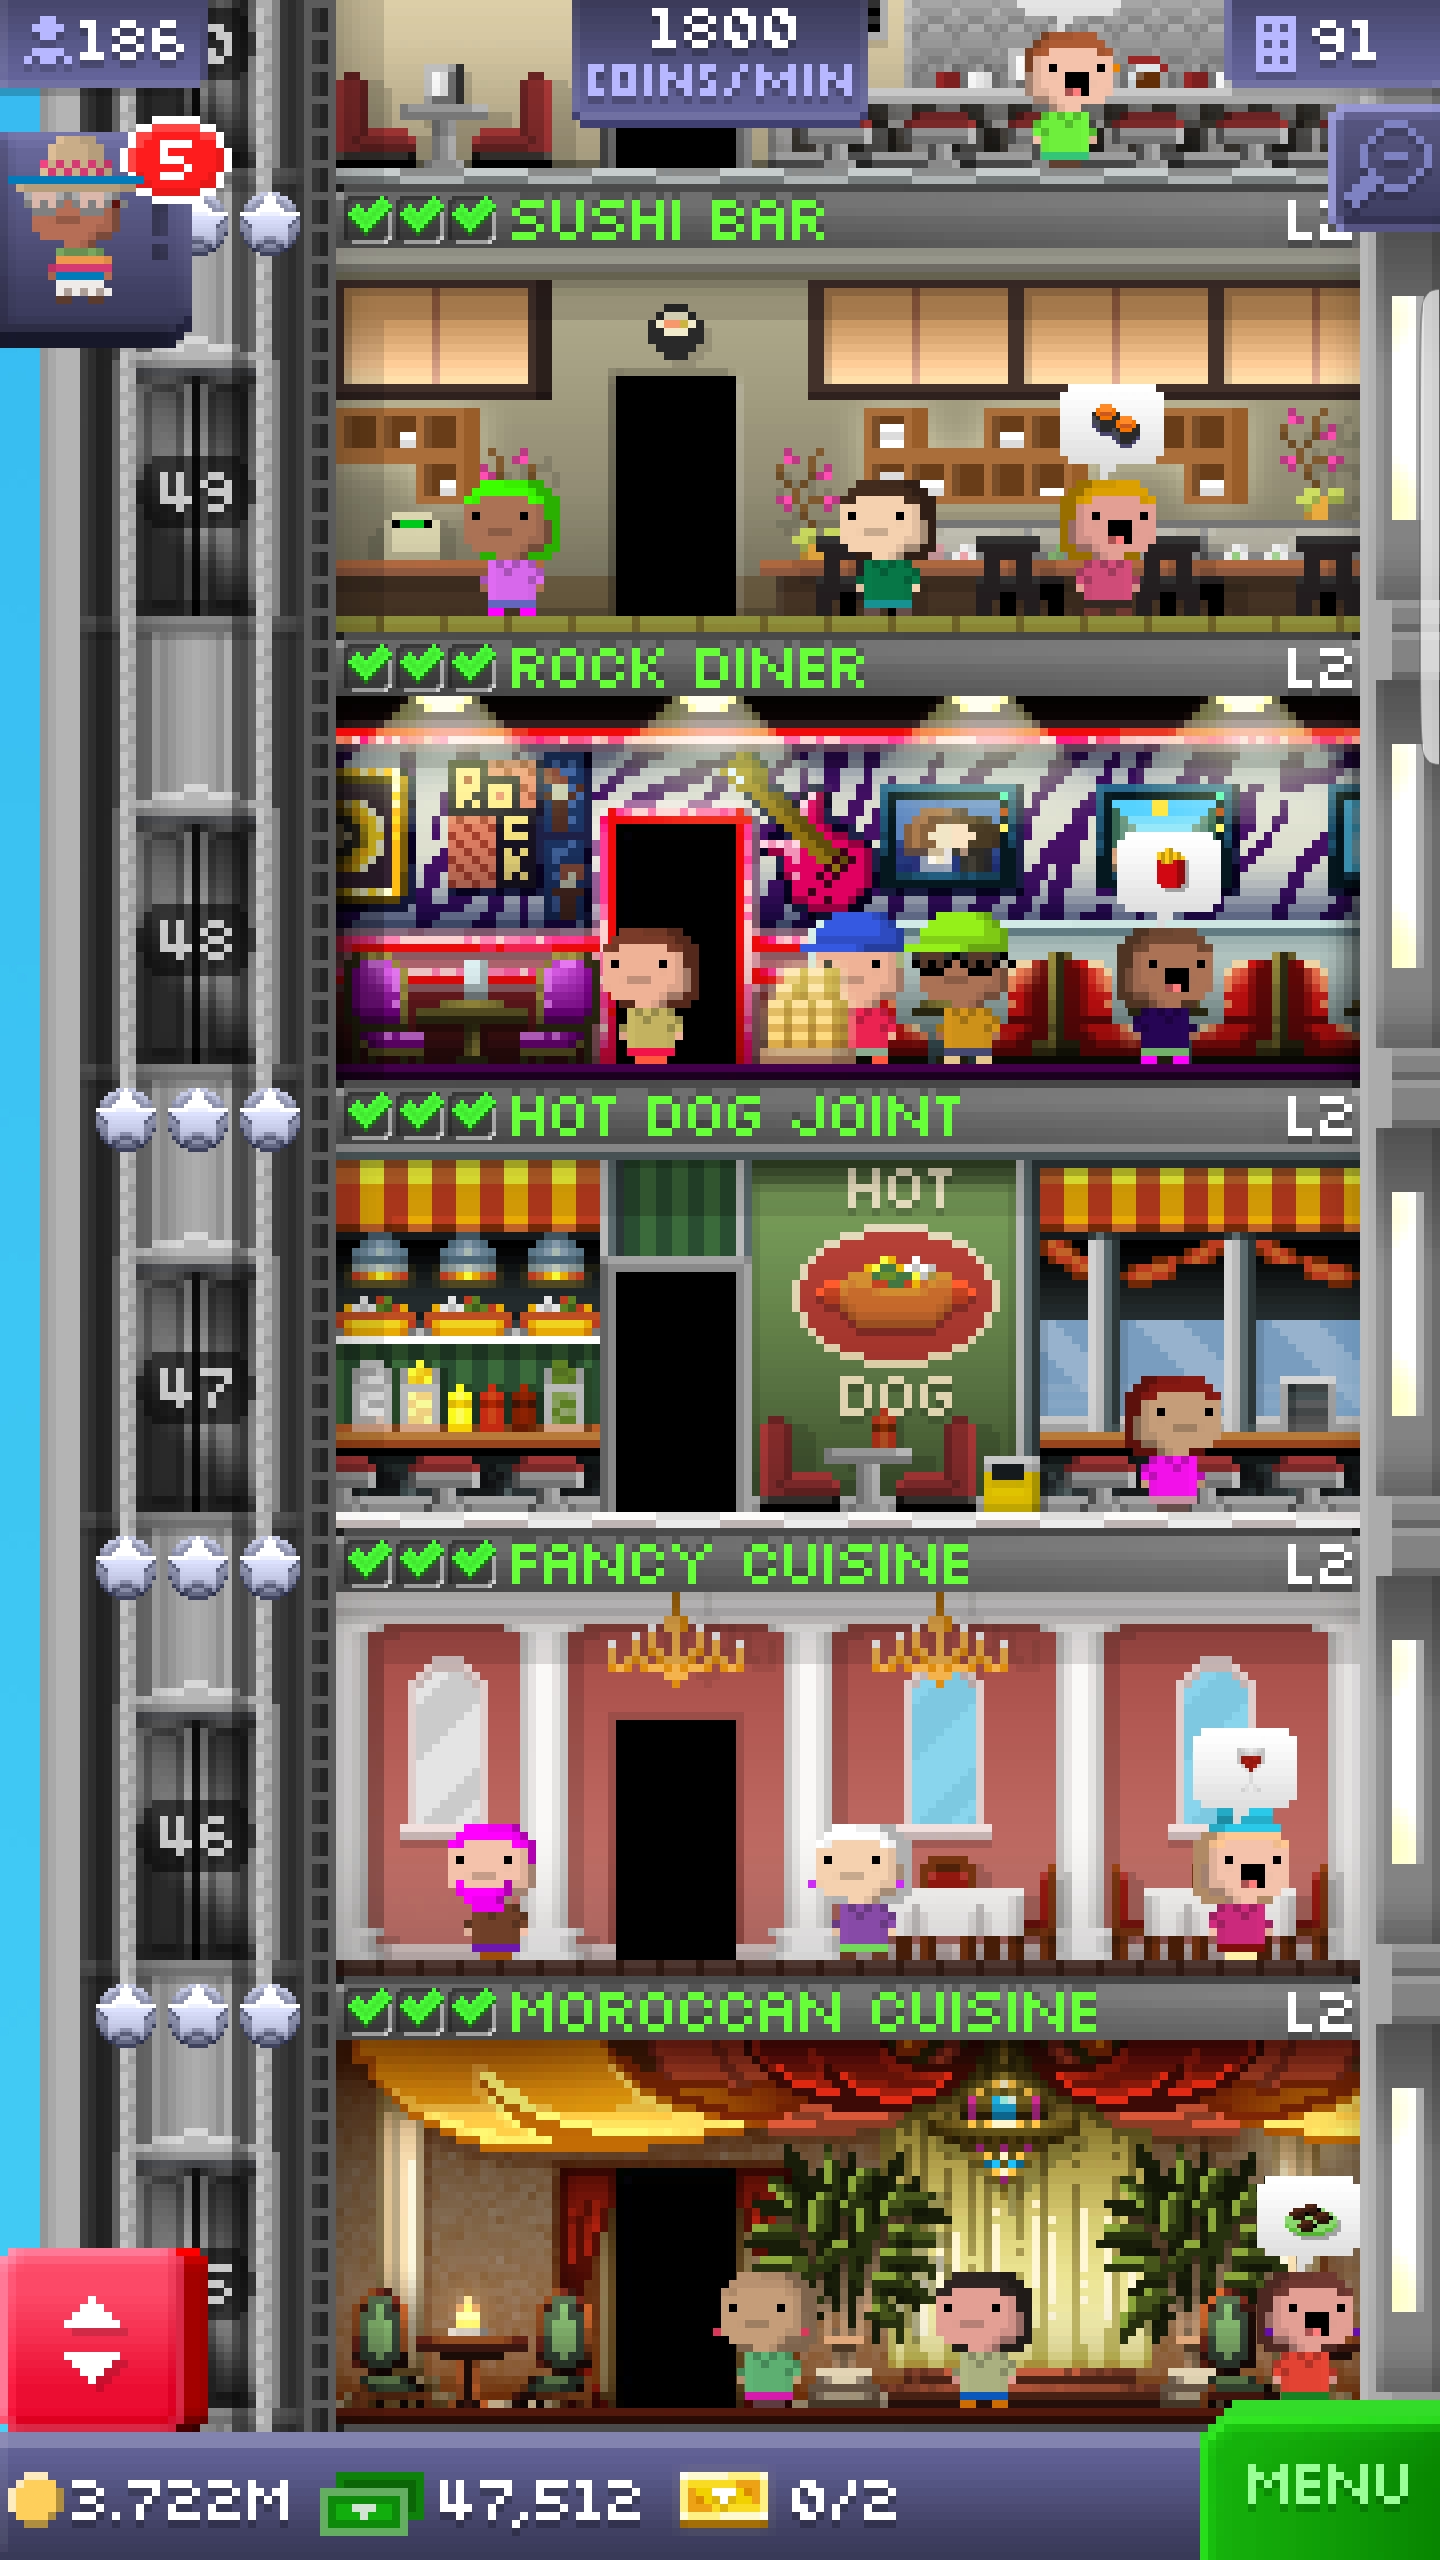 186
1800
COINS/MIN
91
5
SUSHI BAR
49
ROCK DINER L2
ROCK
48
HOT DOG JOINT L2
HOT
DOG
47
FANCY CUISINE L2
46
MOROCCAN CUISINE L2
3.722M 47,512 0/2
MENU